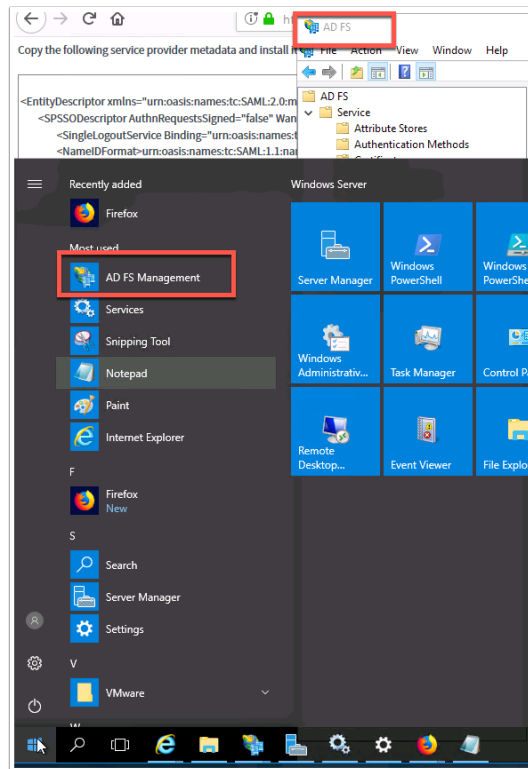 AD FS
Copy the following service provider metadata and install it
File Action View Window Help
<EntityDescriptor xmlns="urn:oasis:names:tc:SAML:2.0:m
<SPSSODescriptor AuthnRequestsSigned="false" Wan
<SingleLogoutService Binding="urn:oasis:names:t
<NameIDFormat>urn:oasis:names:tc:SAML:1.1:nar
AD FS
Service
Attribute Stores
Authentication Methods
Recently added
Firefox
Most used
AD FS Management
Services
Snipping Tool
Notepad
Paint
Internet Explorer
F
Firefox
New
S
Search
Server Manager
Settings
V
VMware
W
Windows Server
Server Manager
Windows PowerShell
Windows PowerShe
Windows Administrativ...
Task Manager
Control Pa
Remote Desktop...
Event Viewer
File Explo